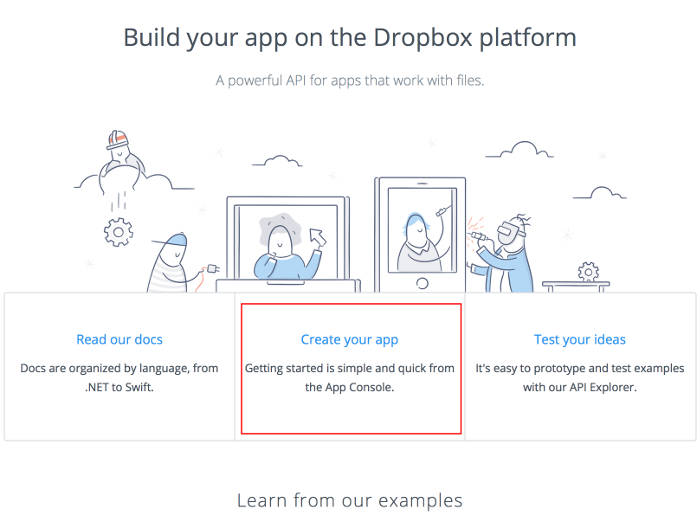 Build your app on the Dropbox platform
A powerful API for apps that work with files.
Read our docs
Docs are organized by language, from
.NET to Swift.
Create your app
Getting started is simple and quick from
the App Console.
Test your ideas
It's easy to prototype and test examples
with our API Explorer.
Learn from our examples